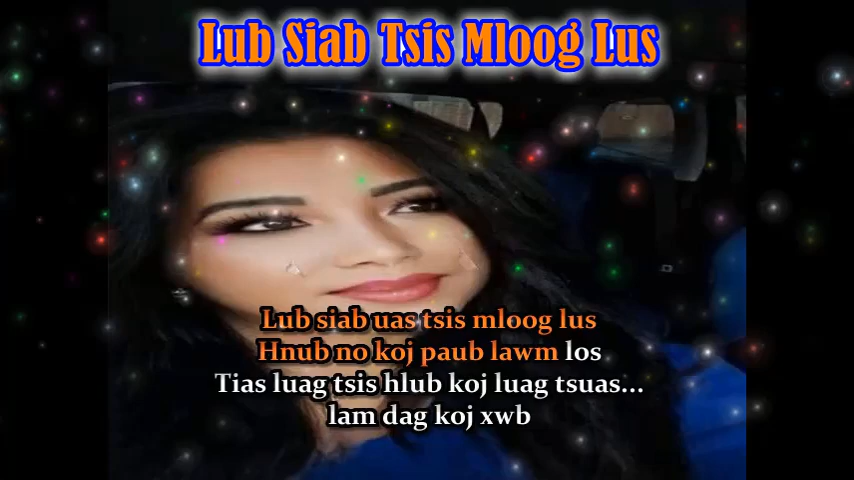 Lub Siab Tsis Mloog Lus
Lub siab uas tsis mloog lus
Hnub no koj paub lawm los
Tias luag tsis hlub koj luag tsuas...
lam dag koj xwb